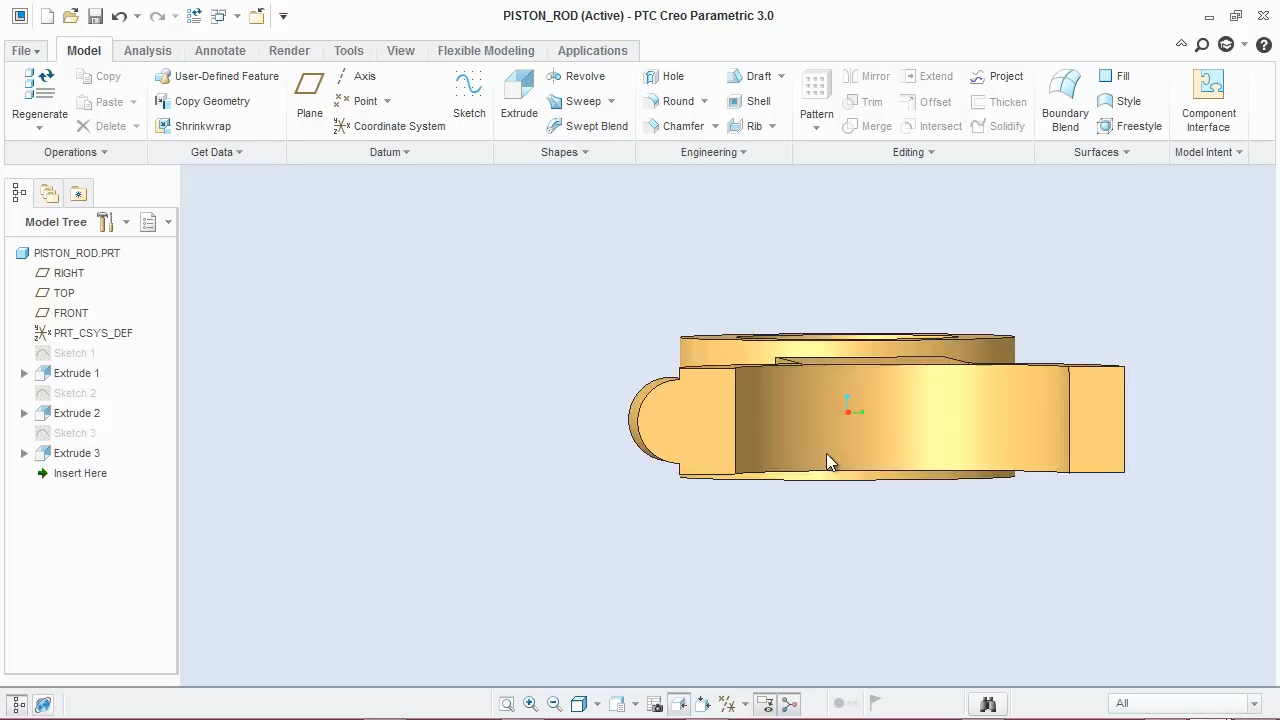 PISTON_ROD (Active) - PTC Creo Parametric 3.0
File Model Analysis Annotate Render Tools View Flexible Modeling Applications
Regenerate
Copy
Paste
Delete
Operations
User-Defined Feature
Copy Geometry
Shrinkwrap
Get Data
Plane
Axis
Point
Coordinate System
Sketch
Datum
Extrude
Revolve
Sweep
Swept Blend
Shapes
Hole
Round
Chamfer
Draft
Shell
Rib
Engineering
Pattern
Mirror
Trim
Merge
Extend
Offset
Intersect
Project
Thicken
Solidify
Editing
Boundary
Blend
Fill
Style
Freestyle
Surfaces
Component
Interface
Model Intent
Model Tree
PISTON_ROD.PRT
RIGHT
TOP
FRONT
PRT_CSYS_DEF
Sketch 1
Extrude 1
Sketch 2
Extrude 2
Sketch 3
Extrude 3
Insert Here
All